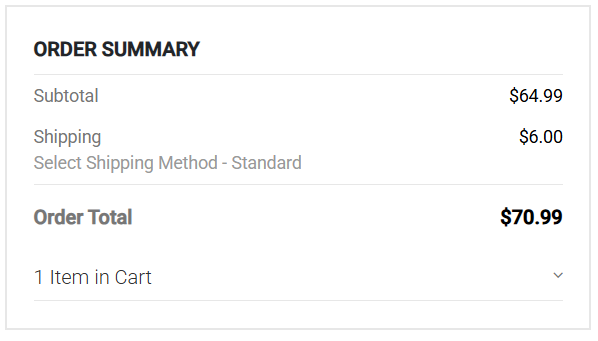 ORDER SUMMARY
Subtotal $64.99
Shipping $6.00
Select Shipping Method - Standard
Order Total $70.99
1 Item in Cart